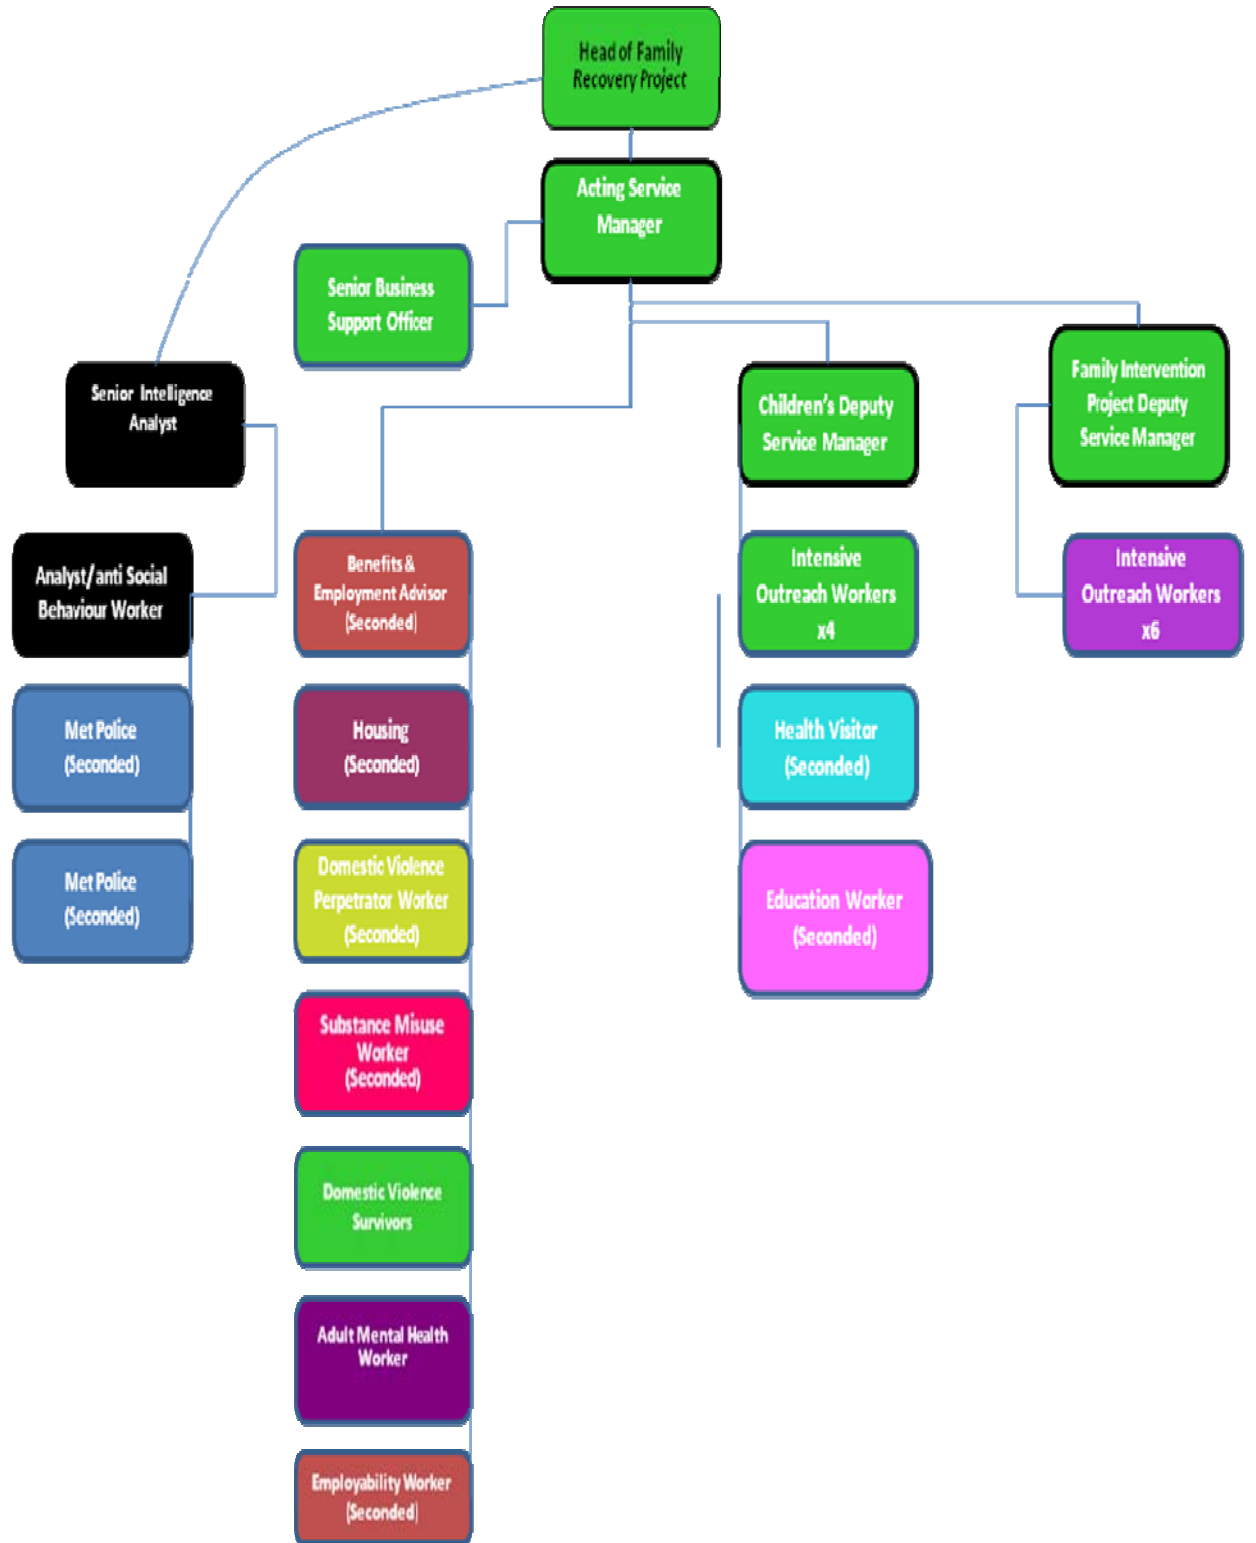 Head of Family
Recovery Project
Acting Service
Manager
Senior Business
Support Officer
Senior Intelligence
Analyst
Children's Deputy
Service Manager
Family Intervention
Project Deputy
Service Manager
Analyst/anti Social
Behaviour Worker
Benefits &
Employment Advisor
(Seconded)
Intensive
Outreach Workers
x4
Intensive
Outreach Workers
x6
Met Police
(Seconded)
Housing
(Seconded)
Health Visitor
(Seconded)
Met Police
(Seconded)
Domestic Violence
Perpetrator Worker
(Seconded)
Education Worker
(Seconded)
Substance Misuse
Worker
(Seconded)
Domestic Violence
Survivors
Adult Mental Health
Worker
Employability Worker
(Seconded)